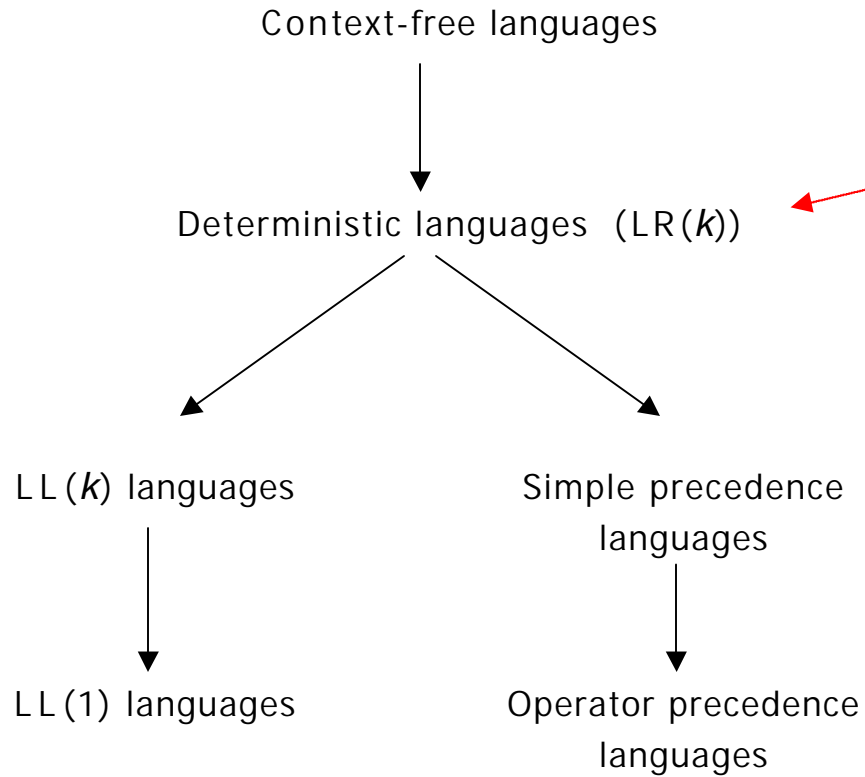 Context-free languages
Deterministic languages (LR(k))
LL(k) languages
Simple precedence
languages
LL(1) languages
Operator precedence
languages